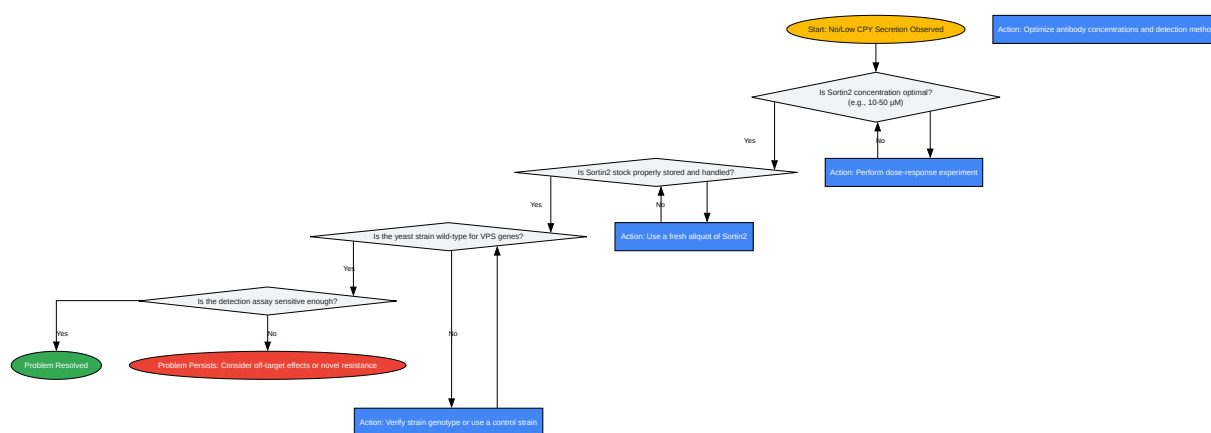 Start: No/Low CPY Secretion Observed
Action: Optimize antibody concentrations and detection metho
Is Sortin2 concentration optimal?
(e.g., 10-50 µM)
Yes
No
Action: Perform dose-response experiment
Is Sortin2 stock properly stored and handled?
Yes
No
Action: Use a fresh aliquot of Sortin2
Is the yeast strain wild-type for VPS genes?
Yes
Is the detection assay sensitive enough?
Yes
No
No
Problem Resolved
Problem Persists: Consider off-target effects or novel resistance
Action: Verify strain genotype or use a control strain